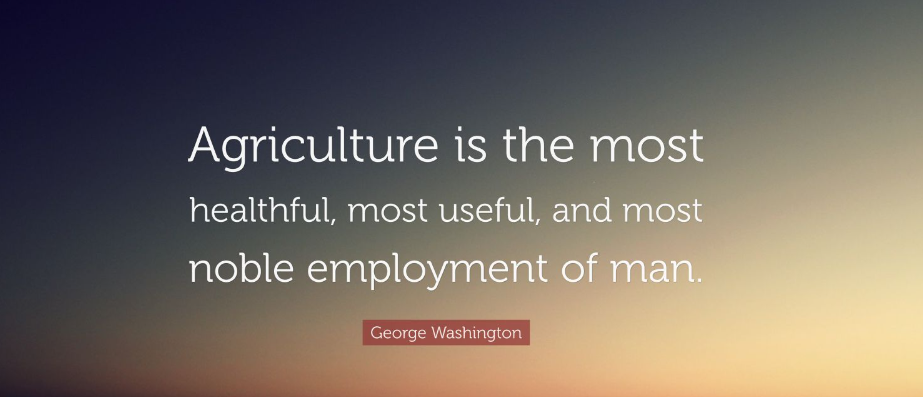 Agriculture is the most
healthful, most useful, and most
noble employment of man.
George Washington